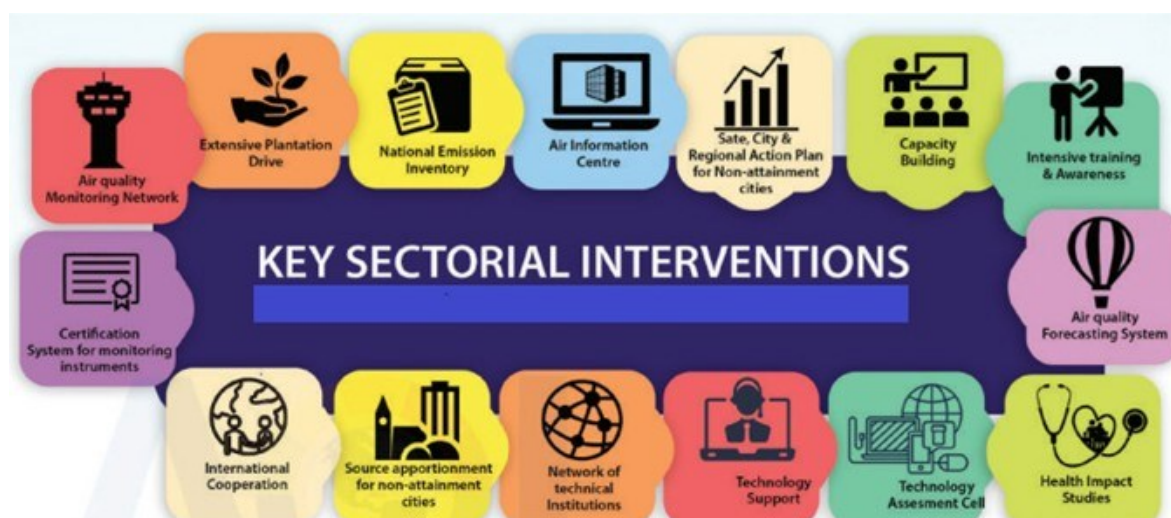 Air quality
Monitoring Network
Extensive Plantation
Drive
National Emission
Inventory
Air Information
Centre
Sate, City &
Regional Action Plan
for Non-attainment
cities
Capacity
Building
Intensive training
& Awareness
KEY SECTORIAL INTERVENTIONS
Certification
System for monitoring
instruments
Air quality
Forecasting System
International
Cooperation
Source apportionment
for non-attainment
cities
Network of
technical
Institutions
Technology
Support
Technology
Assesment Cell
Health Impact
Studies